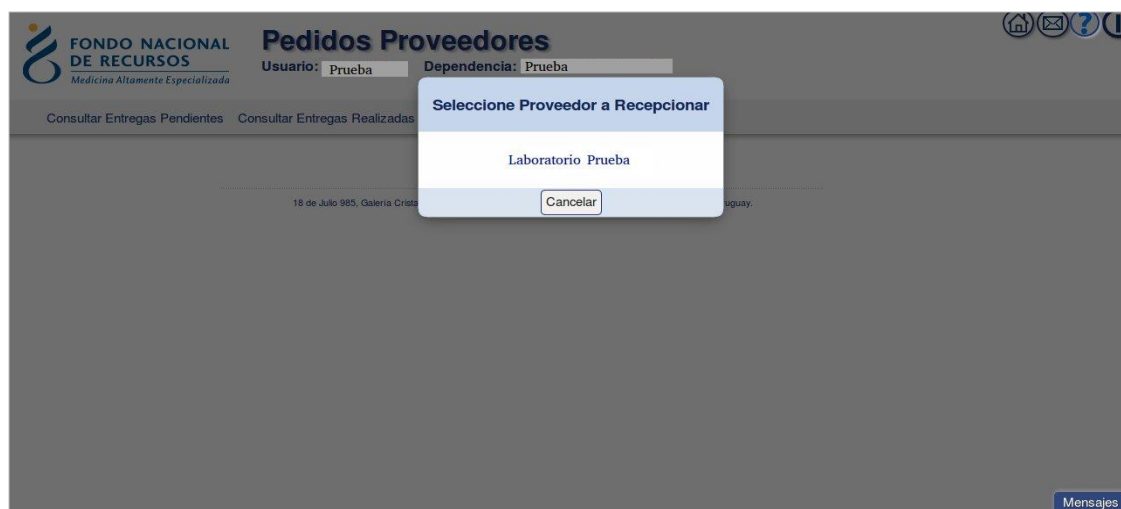 FONDO NACIONAL
DE RECURSOS
Medicina Altamente Especializada
Pedidos Proveedores
Usuario: Prueba Dependencia: Prueba
Consultar Entregas Pendientes Consultar Entregas Realizadas
Seleccione Proveedor a Recepcionar
Laboratorio Prueba
Cancelar
18 de Julio 985, Galería Crista
uguay.
Mensajes